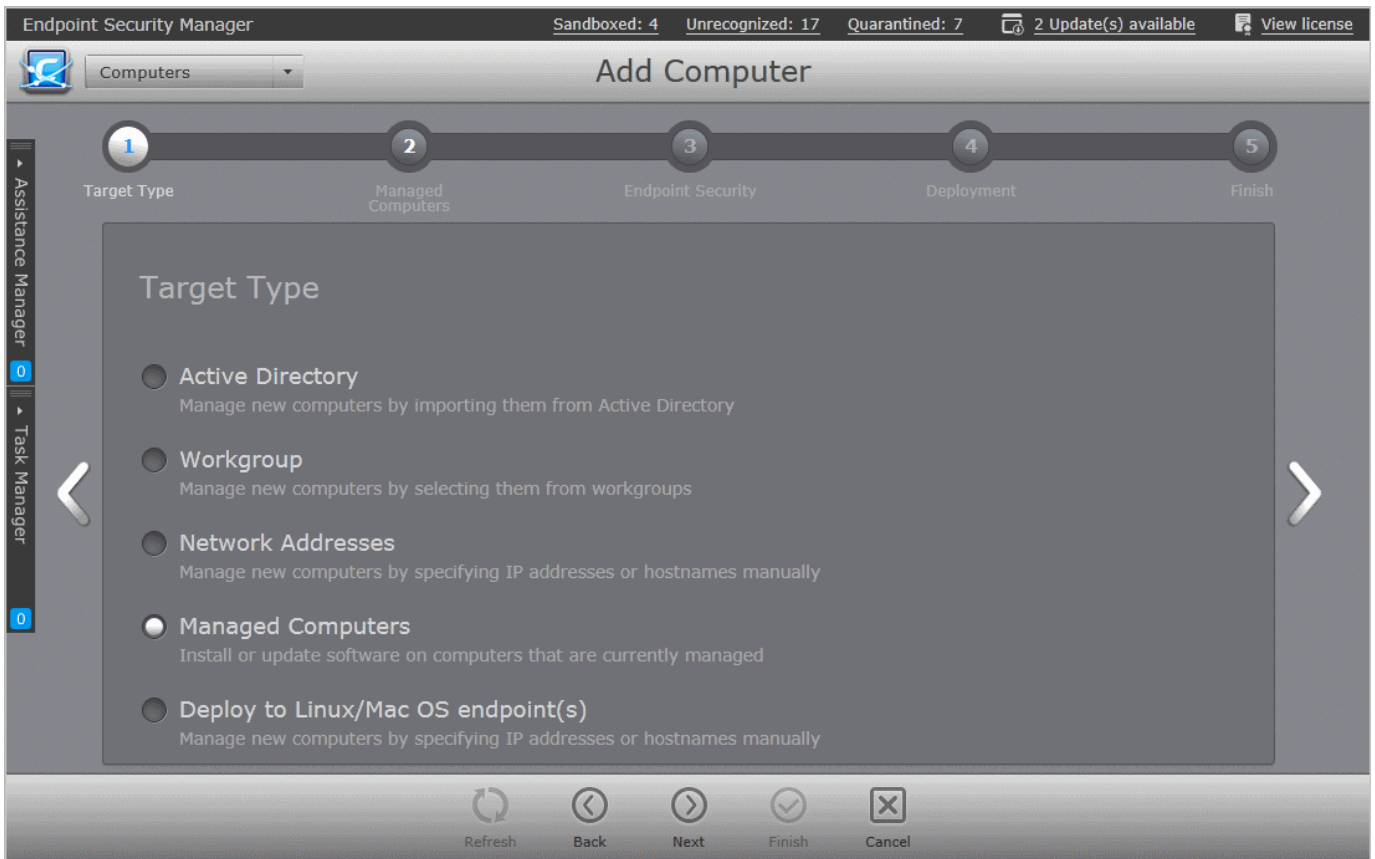 Endpoint Security Manager
Sandboxed: 4 Unrecognized: 17 Quarantined: 7 2 Update(s) available View license
Computers
Add Computer
1 2 3 4 5
Target Type
Managed
Computers
Endpoint Security
Deployment
Finish
Assistance Manager
0
Task Manager
0
Target Type
Active Directory
Manage new computers by importing them from Active Directory
Workgroup
Manage new computers by selecting them from workgroups
Network Addresses
Manage new computers by specifying IP addresses or hostnames manually
Managed Computers
Install or update software on computers that are currently managed
Deploy to Linux/Mac OS endpoint(s)
Manage new computers by specifying IP addresses or hostnames manually
Refresh Back Next Finish Cancel